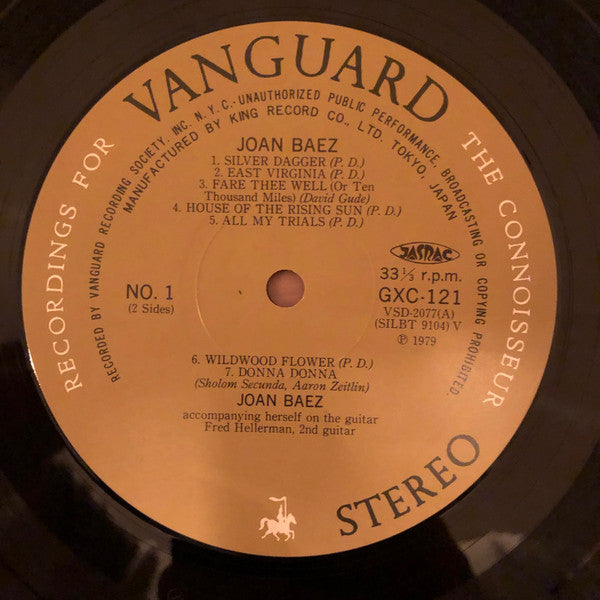 RECORDINGS FOR VANGUARD THE CONNOISSEUR
RECORDED BY VANGUARD RECORDING SOCIETY, INC. N.Y.C.·UNAUTHORIZED PUBLIC PERFORMANCE, BROADCASTING OR COPYING PROHIBITED.
MANUFACTURED BY KING RECORD CO., LTD. TOKYO, JAPAN
JOAN BAEZ
1. SILVER DAGGER (P. D.)
2. EAST VIRGINIA (P. D.)
3. FARE THEE WELL (Or Ten
Thousand Miles) (David Gude)
4. HOUSE OF THE RISING SUN (P. D.)
5. ALL MY TRIALS (P. D.)
JASRAC
NO. 1
(2 Sides)
33⅓ r.p.m.
GXC-121
VSD-2077(A)
(SILBT 9104) V
℗ 1979
6. WILDWOOD FLOWER (P. D.)
7. DONNA DONNA
(Sholom Secunda, Aaron Zeitlin)
JOAN BAEZ
accompanying herself on the guitar
Fred Hellerman, 2nd guitar
STEREO